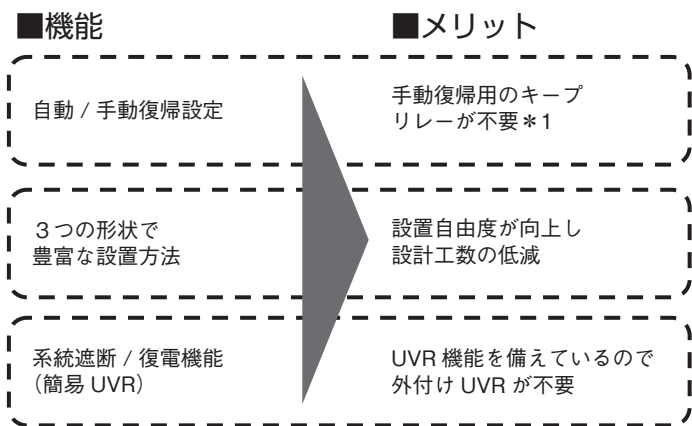 ■機能
■メリット
自動 / 手動復帰設定
手動復帰用のキープ
リレーが不要＊1
３つの形状で
豊富な設置方法
設置自由度が向上し
設計工数の低減
系統遮断 / 復電機能
(簡易 UVR)
UVR 機能を備えているので
外付け UVR が不要